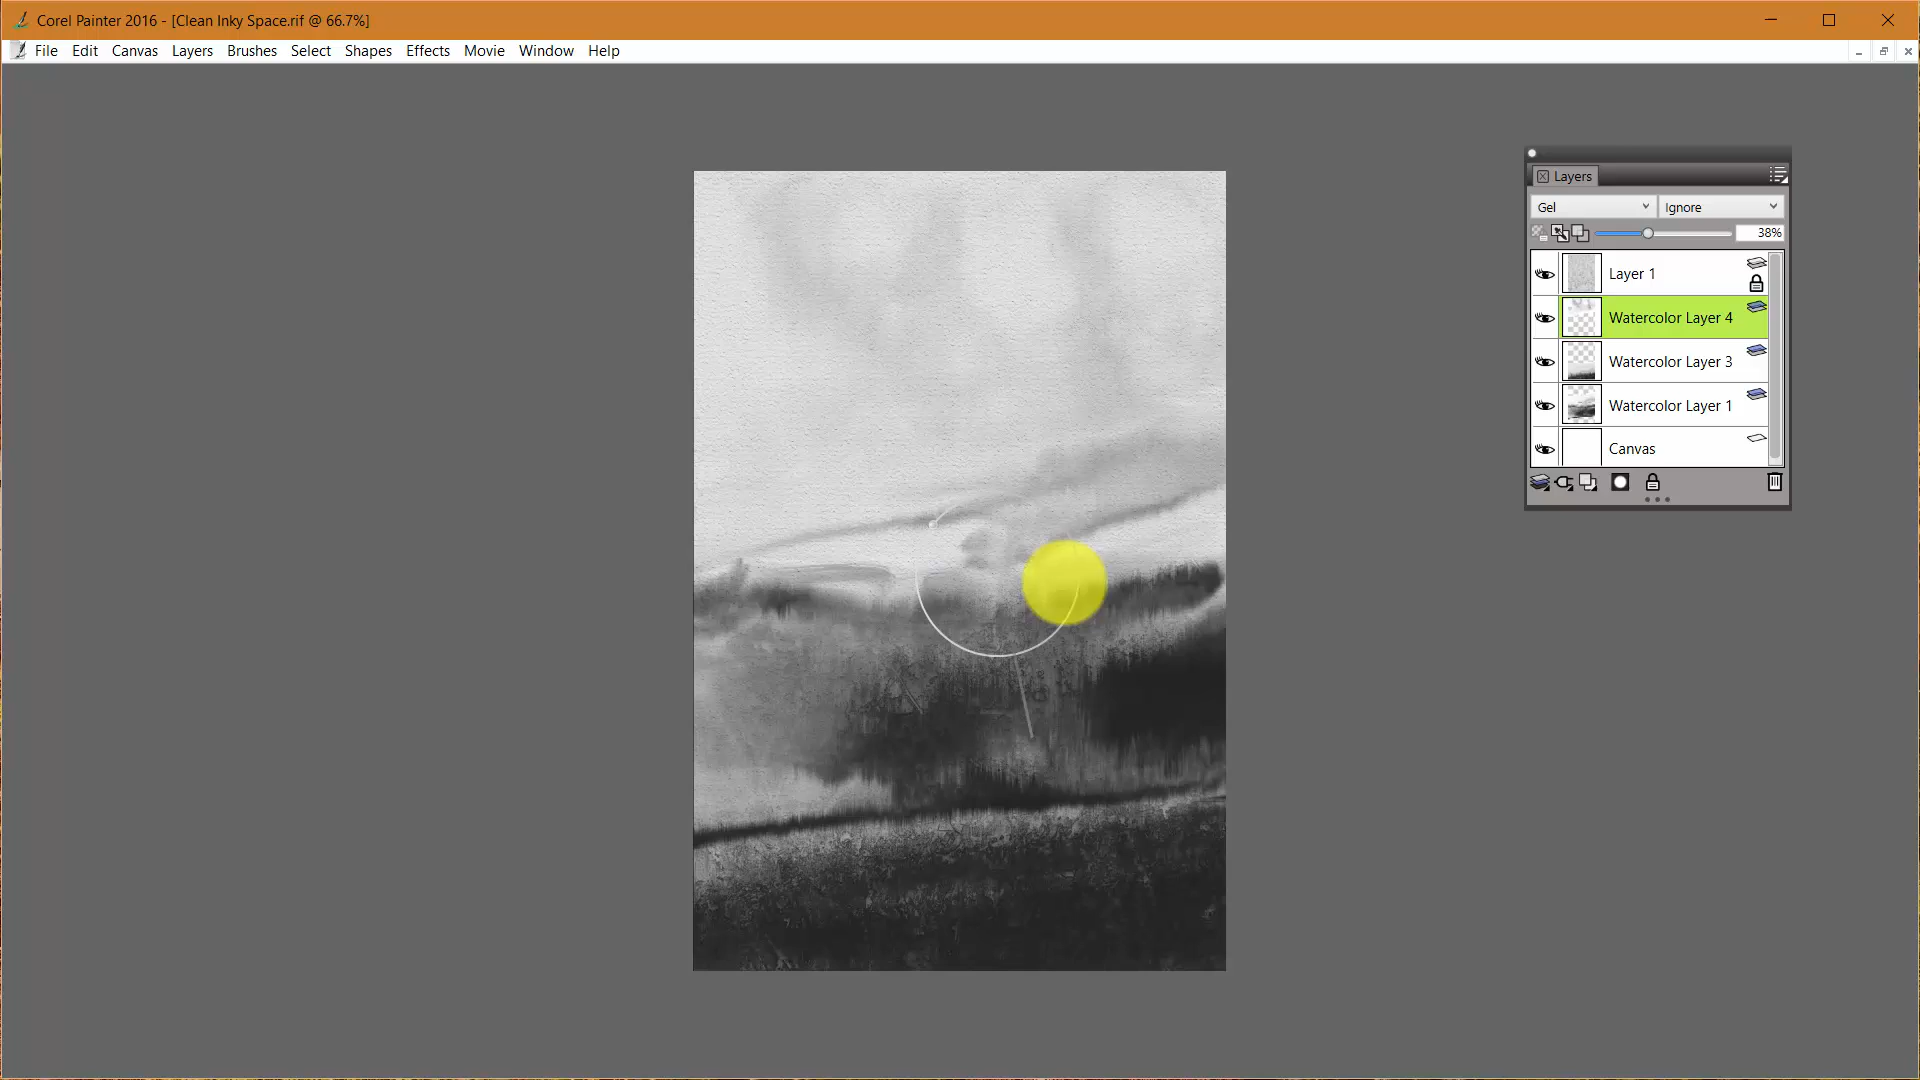 Corel Painter 2016 - [Clean Inky Space.rif @ 66.7%]
File Edit Canvas Layers Brushes Select Shapes Effects Movie Window Help
Layers
Gel Ignore
38%
Layer 1
Watercolor Layer 4
Watercolor Layer 3
Watercolor Layer 1
Canvas